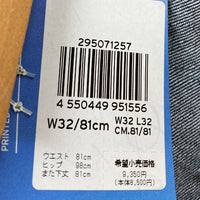 PRINTE
295071257
4 550449 951556
W32/81cm
W32 L32
CM.81/81
ウエスト 81cm
ヒップ 98cm
また下丈 81cm
希望小売価格
9,350円
(本体8,500円)